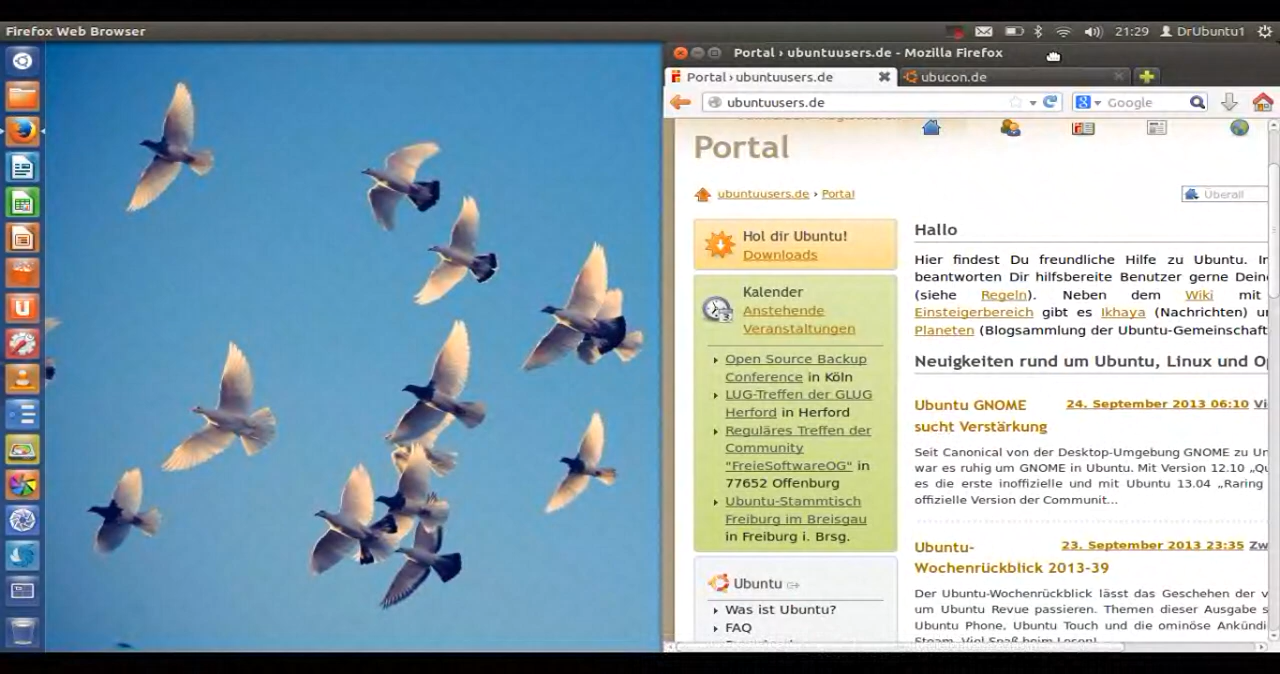 Firefox Web Browser
21:29 DrUbuntu1
Portal › ubuntuusers.de - Mozilla Firefox
Portal › ubuntuusers.de
ubucon.de
ubuntuusers.de
Google
Portal
ubuntuusers.de › Portal
Überall
Hol dir Ubuntu!
Downloads
Kalender
Anstehende
Veranstaltungen
Open Source Backup
Conference in Köln
LUG-Treffen der GLUG
Herford in Herford
Reguläres Treffen der
Community
"FreieSoftwareOG" in
77652 Offenburg
Ubuntu-Stammtisch
Freiburg im Breisgau
in Freiburg i. Brsg.
Ubuntu
Was ist Ubuntu?
FAQ
Hallo
Hier findest Du freundliche Hilfe zu Ubuntu. In
beantworten Dir hilfsbereite Benutzer gerne Dein
(siehe Regeln). Neben dem Wiki mit
Einsteigerbereich gibt es Ikhaya (Nachrichten) u
Planeten (Blogsammlung der Ubuntu-Gemeinschaft
Neuigkeiten rund um Ubuntu, Linux und Op
Ubuntu GNOME 24. September 2013 06:10 Vi
sucht Verstärkung
Seit Canonical von der Desktop-Umgebung GNOME zu Un
war es ruhig um GNOME in Ubuntu. Mit Version 12.10 „Qu
es die erste inoffizielle und mit Ubuntu 13.04 „Raring
offizielle Version der Communit...
Ubuntu- 23. September 2013 23:35 Zw
Wochenrückblick 2013-39
Der Ubuntu-Wochenrückblick lässt das Geschehen der v
um Ubuntu Revue passieren. Themen dieser Ausgabe s
Ubuntu Phone, Ubuntu Touch und die ominöse Ankündi
Steam. Viel Spaß beim Lesen!